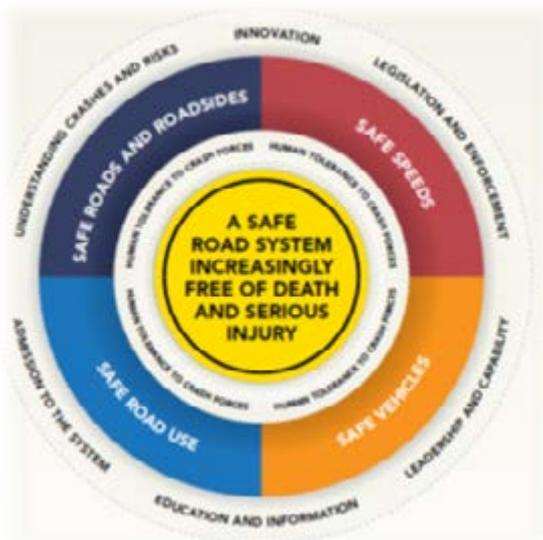 INNOVATION
LEGISLATION AND ENFORCEMENT
LEADERSHIP AND CAPABILITY
EDUCATION AND INFORMATION
ADMISSION TO THE SYSTEM
UNDERSTANDING CRASHES AND RISKS
SAFE ROADS AND ROADSIDES
SAFE SPEEDS
SAFE VEHICLES
SAFE ROAD USE
HUMAN TOLERANCE TO CRASH FORCES
HUMAN TOLERANCE TO CRASH FORCES
HUMAN TOLERANCE TO CRASH FORCES
HUMAN TOLERANCE TO CRASH FORCES
A SAFE
ROAD SYSTEM
INCREASINGLY
FREE OF DEATH
AND SERIOUS
INJURY